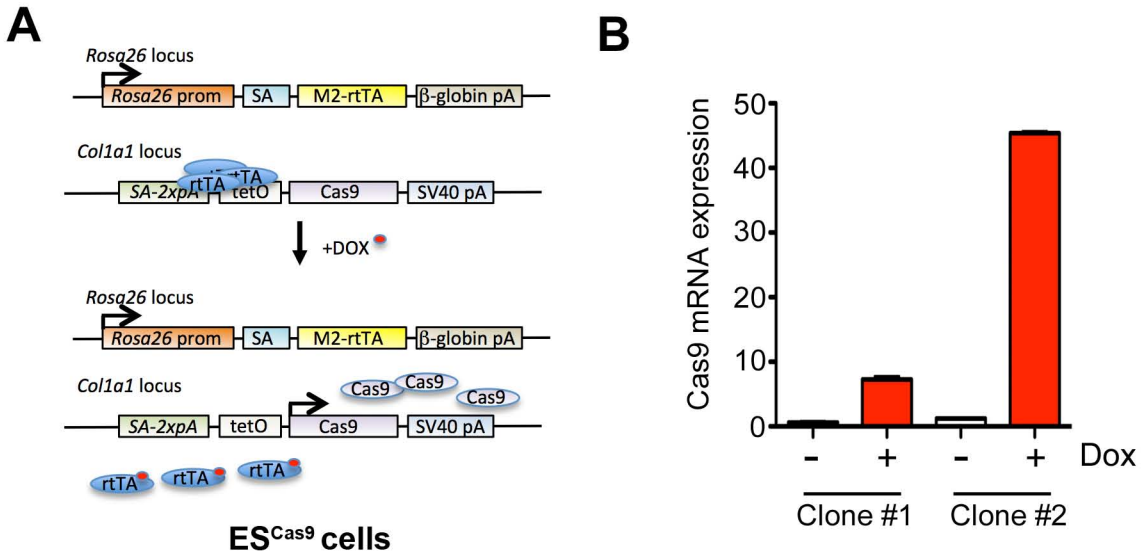 A
Rosa26 locus
Rosa26 prom SA M2-rtTA β-globin pA
Col1a1 locus
rtTA rtTA
SA-2xpA tetO Cas9 SV40 pA
+DOX
Rosa26 locus
Rosa26 prom SA M2-rtTA β-globin pA
Col1a1 locus
Cas9 Cas9 Cas9
SA-2xpA tetO Cas9 SV40 pA
rtTA rtTA rtTA
ESCas9 cells
B
Cas9 mRNA expression
50
40
30
20
10
0
- + - + Dox
Clone #1 Clone #2